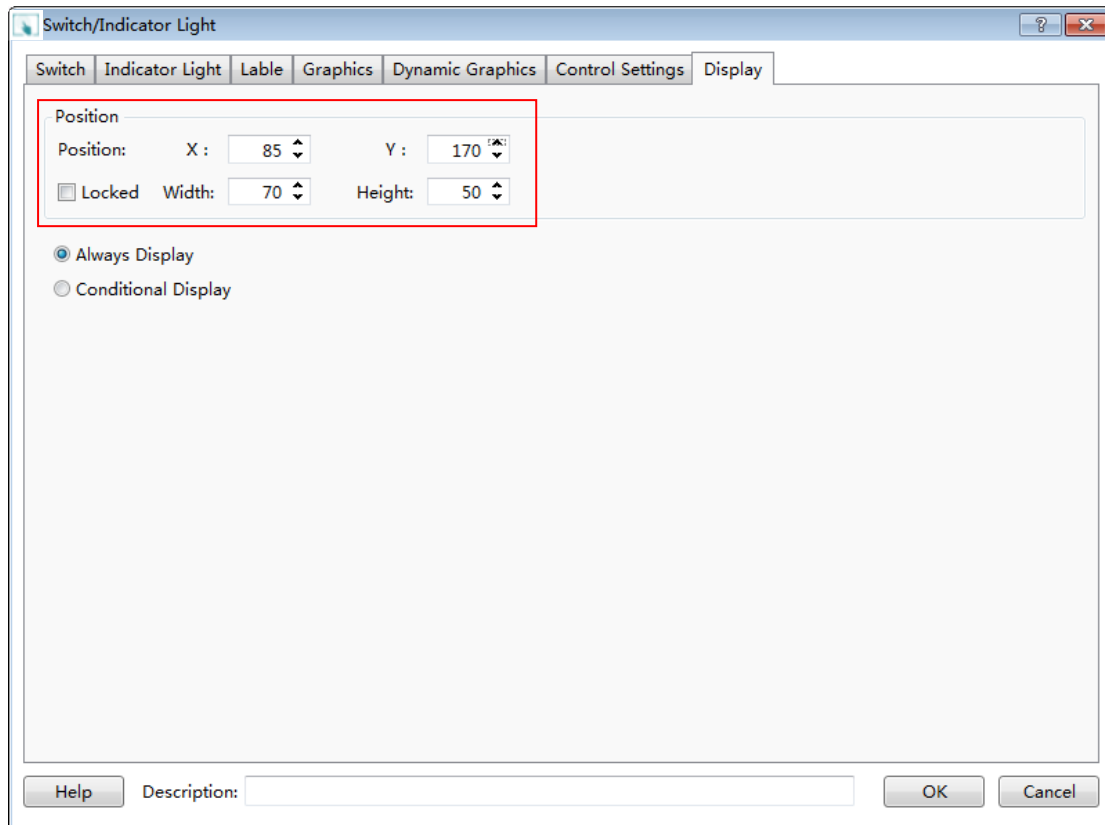 Switch/Indicator Light
Switch Indicator Light Lable Graphics Dynamic Graphics Control Settings Display
Position
Position: X : 85 Y : 170
Locked Width: 70 Height: 50
Always Display
Conditional Display
Help Description: OK Cancel